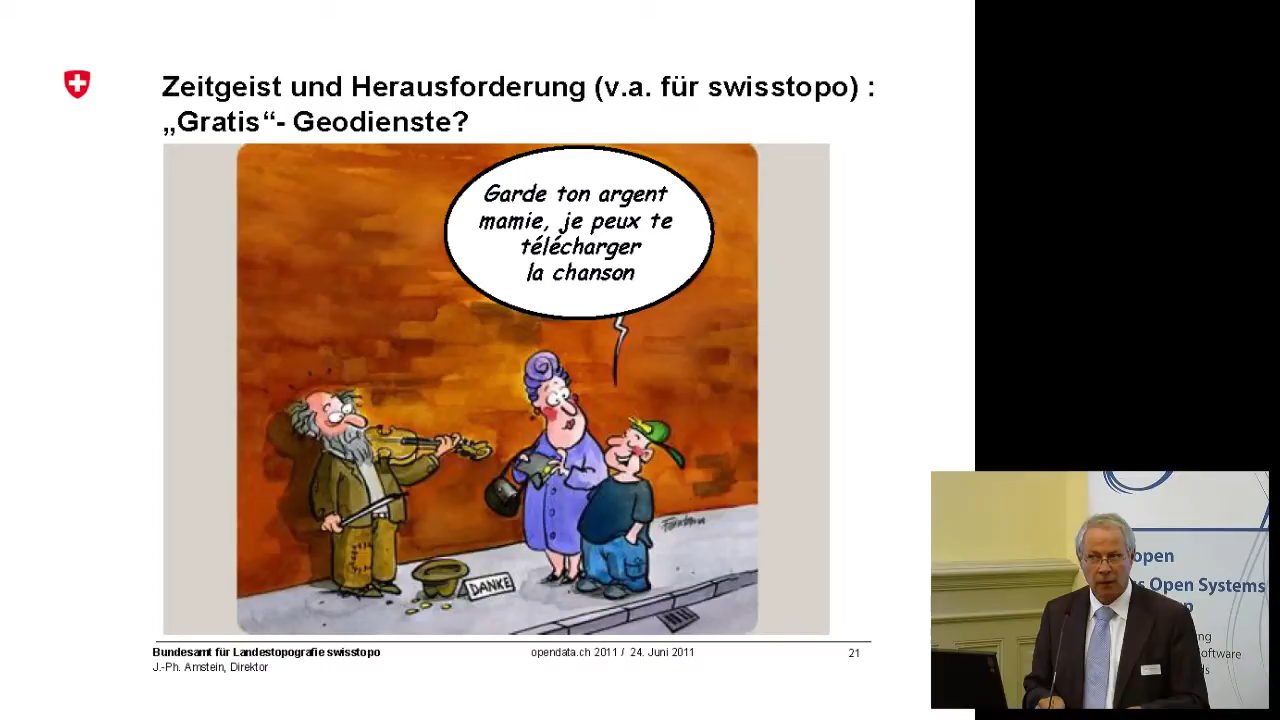 Zeitgeist und Herausforderung (v.a. für swisstopo) :
„Gratis“- Geodienste?
Garde ton argent
mamie, je peux te
télécharger
la chanson
DANKE
Bundesamt für Landestopografie swisstopo
J.-Ph. Amstein, Direktor
opendata.ch 2011 / 24. Juni 2011
21
open
Open Systems